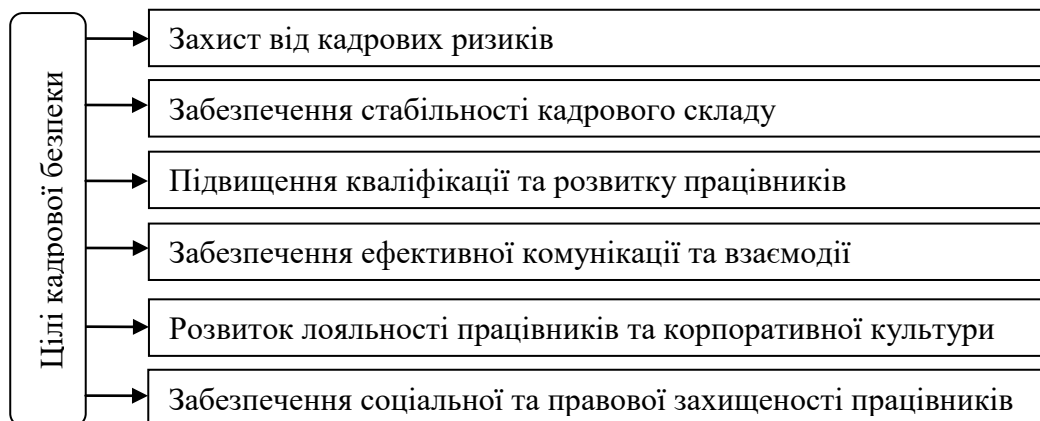 Цілі кадрової безпеки
Захист від кадрових ризиків
Забезпечення стабільності кадрового складу
Підвищення кваліфікації та розвитку працівників
Забезпечення ефективної комунікації та взаємодії
Розвиток лояльності працівників та корпоративної культури
Забезпечення соціальної та правової захищеності працівників